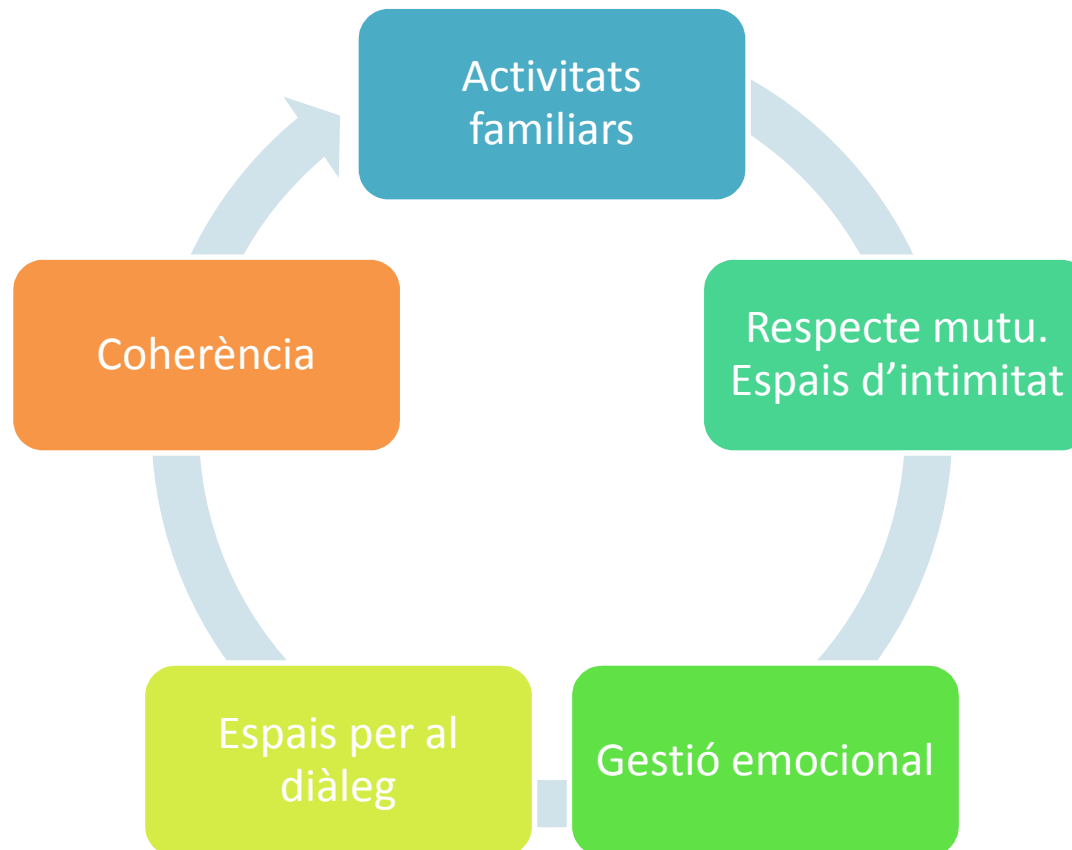 Activitats
familiars
Respecte mutu.
Espais d’intimitat
Gestió emocional
Espais per al
diàleg
Coherència